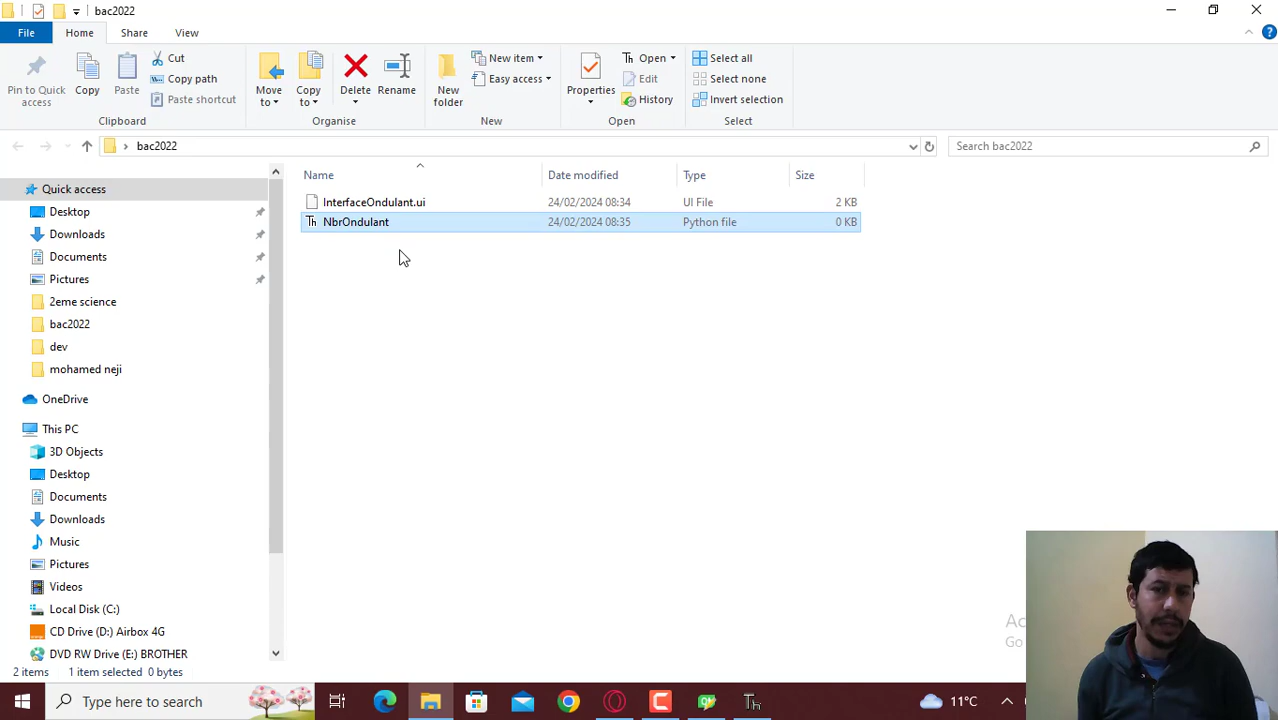 bac2022
File Home Share View
Pin to Quick access
Copy
Paste
Cut
Copy path
Paste shortcut
Clipboard
Move to
Copy to
Delete
Rename
Organise
New folder
New item
Easy access
New
Properties
Open
Edit
History
Open
Select all
Select none
Invert selection
Select
bac2022
Search bac2022
Name Date modified Type Size
InterfaceOndulant.ui 24/02/2024 08:34 UI File 2 KB
Th NbrOndulant 24/02/2024 08:35 Python file 0 KB
Quick access
Desktop
Downloads
Documents
Pictures
2eme science
bac2022
dev
mohamed neji
OneDrive
This PC
3D Objects
Desktop
Documents
Downloads
Music
Pictures
Videos
Local Disk (C:)
CD Drive (D:) Airbox 4G
DVD RW Drive (E:) BROTHER
2 items 1 item selected 0 bytes
Go
Type here to search
Th
11°C